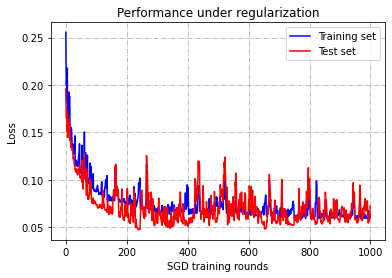 Performance under regularization
Training set
Test set
0.25
0.20
0.15
0.10
0.05
Loss
0 200 400 600 800 1000
SGD training rounds